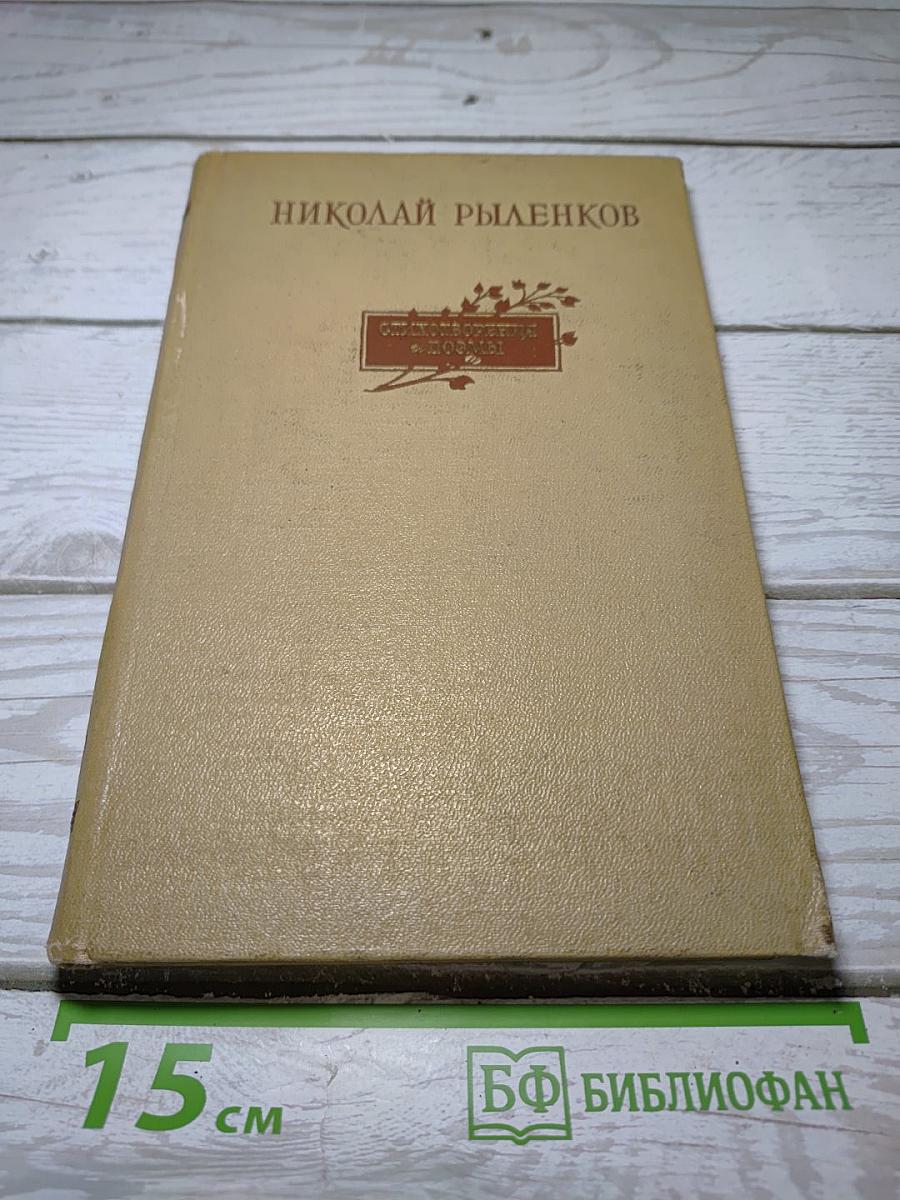 НИКОЛАЙ РЫЛЕНКОВ
СТИХОТВОРЕНИЯ
и ПОЭМЫ
15 см
БФ БИБЛИОФАН